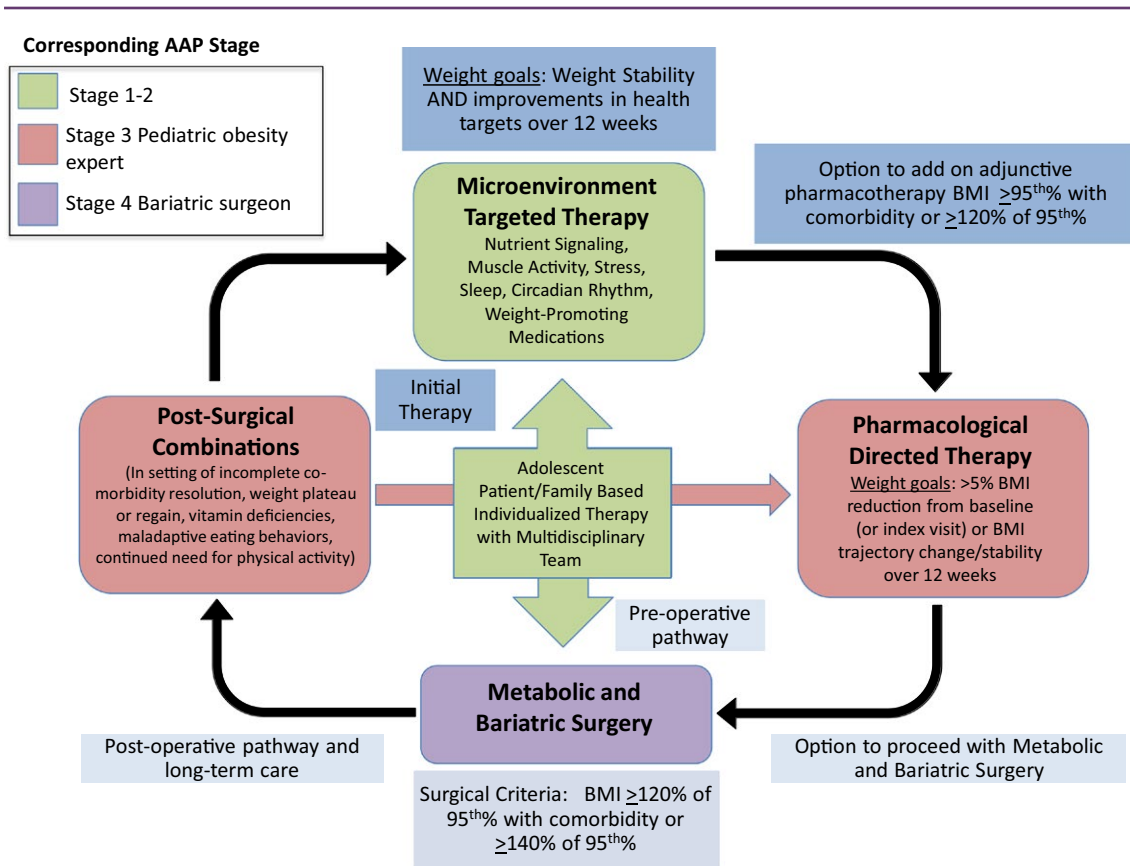 Corresponding AAP Stage
Stage 1-2
Stage 3 Pediatric obesity
expert
Stage 4 Bariatric surgeon
Weight goals: Weight Stability
AND improvements in health
targets over 12 weeks
Option to add on adjunctive
pharmacotherapy BMI ≥95th% with
comorbidity or ≥120% of 95th%
Microenvironment
Targeted Therapy
Nutrient Signaling,
Muscle Activity, Stress,
Sleep, Circadian Rhythm,
Weight-Promoting
Medications
Initial
Therapy
Post-Surgical
Combinations
(In setting of incomplete co-
morbidity resolution, weight plateau
or regain, vitamin deficiencies,
maladaptive eating behaviors,
continued need for physical activity)
Adolescent
Patient/Family Based
Individualized Therapy
with Multidisciplinary
Team
Pharmacological
Directed Therapy
Weight goals: >5% BMI
reduction from baseline
(or index visit) or BMI
trajectory change/stability
over 12 weeks
Pre-operative
pathway
Metabolic and
Bariatric Surgery
Post-operative pathway and
long-term care
Option to proceed with Metabolic
and Bariatric Surgery
Surgical Criteria: BMI ≥120% of
95th% with comorbidity or
≥140% of 95th%